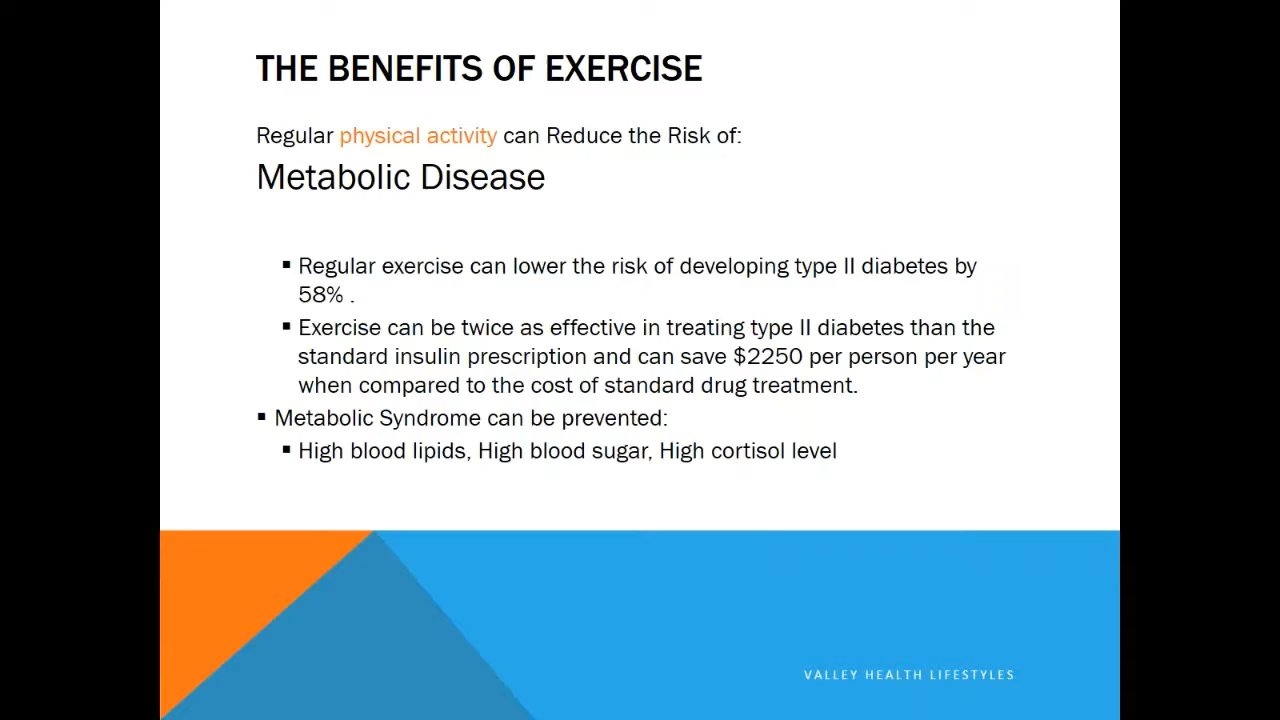 THE BENEFITS OF EXERCISE
Regular physical activity can Reduce the Risk of:
Metabolic Disease
▪ Regular exercise can lower the risk of developing type II diabetes by
58% .
▪ Exercise can be twice as effective in treating type II diabetes than the
standard insulin prescription and can save $2250 per person per year
when compared to the cost of standard drug treatment.
▪ Metabolic Syndrome can be prevented:
▪ High blood lipids, High blood sugar, High cortisol level
VALLEY HEALTH LIFESTYLES